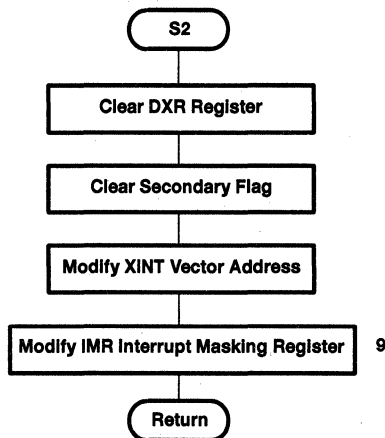 S2
Clear DXR Register
Clear Secondary Flag
Modify XINT Vector Address
Modify IMR Interrupt Masking Register 9
Return